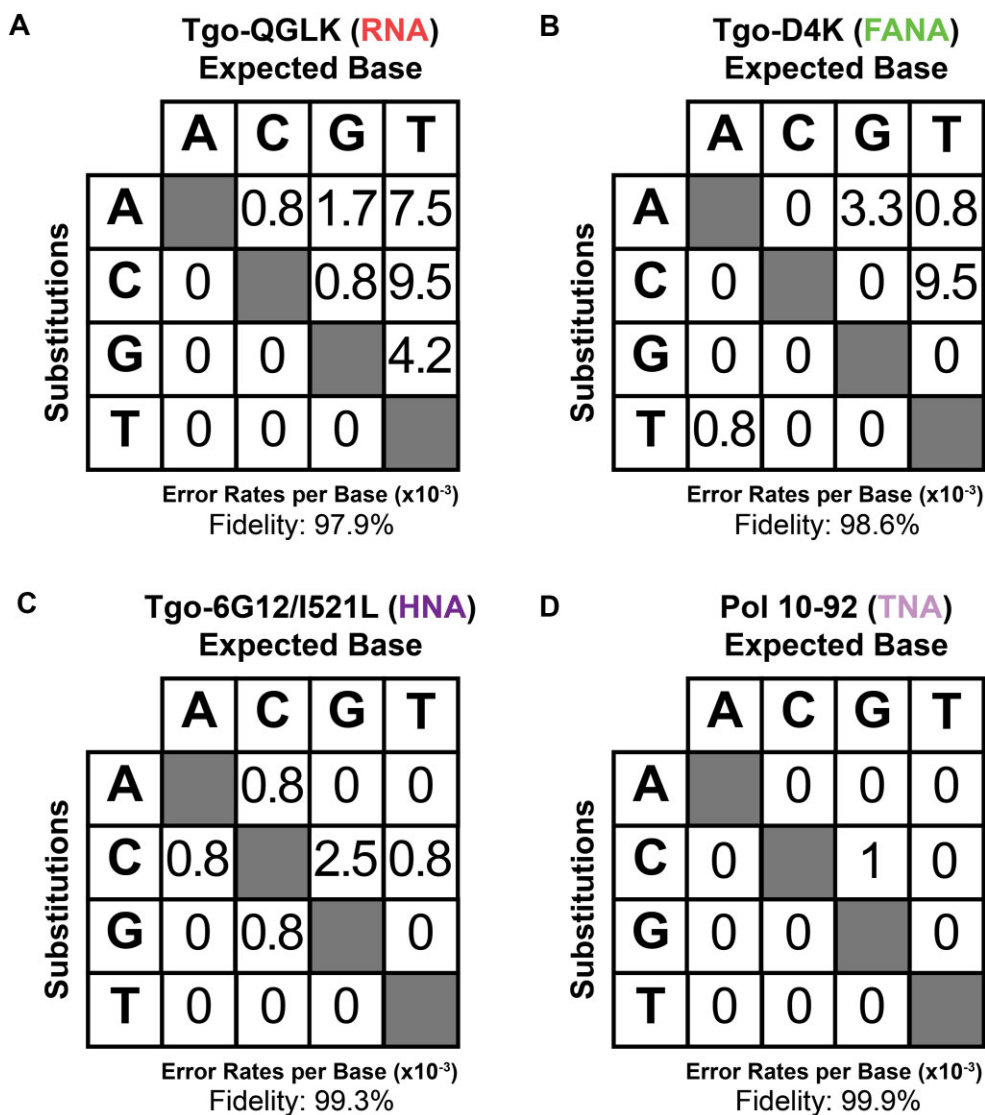 A
Tgo-QGLK (RNA)
Expected Base
A C G T
Substitutions
A 0.8 1.7 7.5
C 0 0.8 9.5
G 0 0 4.2
T 0 0 0
Error Rates per Base (x10⁻³)
Fidelity: 97.9%
B
Tgo-D4K (FANA)
Expected Base
A C G T
Substitutions
A 0 3.3 0.8
C 0 0 9.5
G 0 0 0
T 0.8 0 0
Error Rates per Base (x10⁻³)
Fidelity: 98.6%
C
Tgo-6G12/I521L (HNA)
Expected Base
A C G T
Substitutions
A 0.8 0 0
C 0.8 2.5 0.8
G 0 0.8 0
T 0 0 0
Error Rates per Base (x10⁻³)
Fidelity: 99.3%
D
Pol 10-92 (TNA)
Expected Base
A C G T
Substitutions
A 0 0 0
C 0 1 0
G 0 0 0
T 0 0 0
Error Rates per Base (x10⁻³)
Fidelity: 99.9%